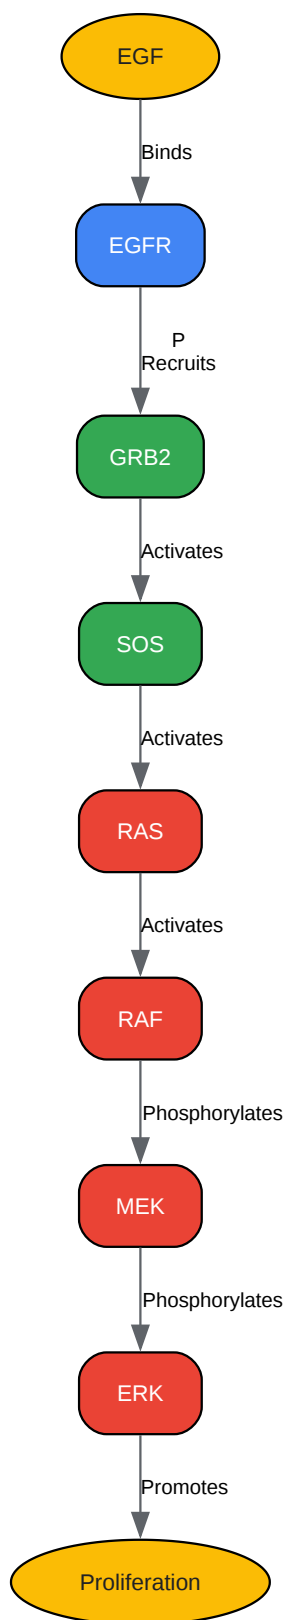 EGF
Binds
EGFR
P
Recruits
GRB2
Activates
SOS
Activates
RAS
Activates
RAF
Phosphorylates
MEK
Phosphorylates
ERK
Promotes
Proliferation